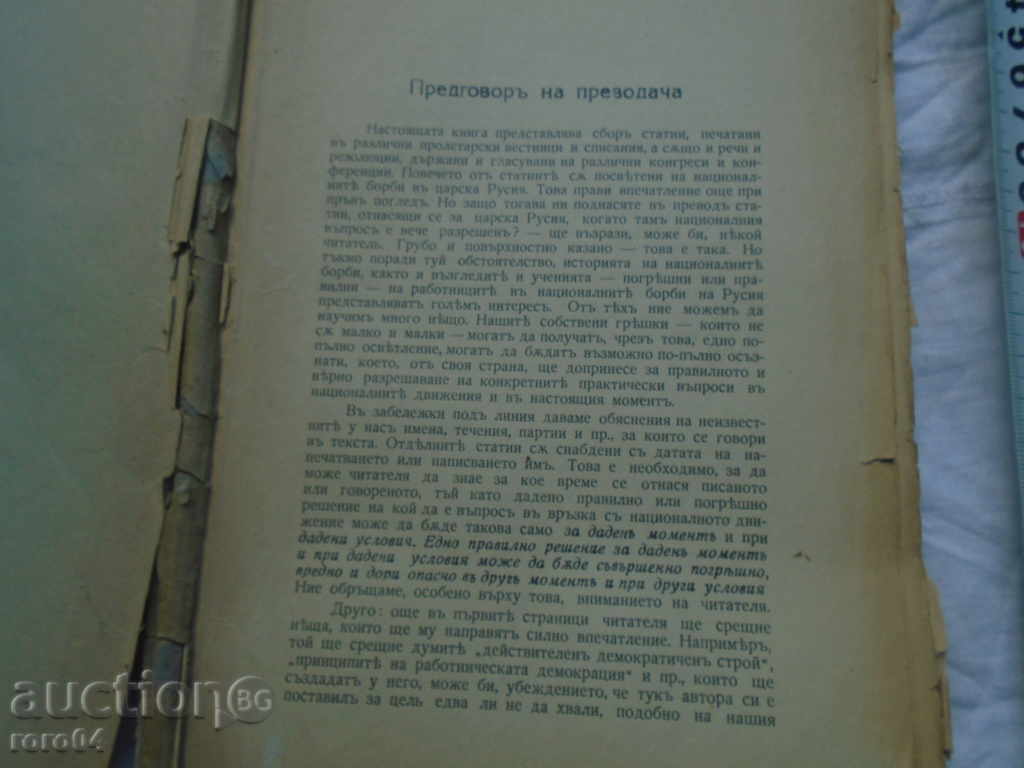 Предговоръ на преводача
Настоящата книга представлява сборъ статии, печатани
въ различни пролетарски вестници и списания, а сѫщо и речи и
резолюции, държани и гласувани на различни конгреси и кон-
ференции. Повечето отъ статиитѣ сѫ посвѣтени на национал-
нитѣ борби въ царска Русия. Това прави впечатление още при
пръвъ погледъ. Но защо тогава ни поднасяте въ преводъ ста-
тии, отнасящи се за царска Русия, когато тамъ националния
въпросъ е вече разрешенъ? — ще възрази, може би, нѣкой
читатель. Грубо и повърхностно казано — това е така. Но
тъкмо поради туй обстоятелство, историята на националнитѣ
борби, както и възгледитѣ и ученията — погрѣшни или пра-
вилни — на работницитѣ въ националнитѣ борби на Русия
представляватъ голѣмъ интересъ. Отъ тѣхъ ние можемъ да
научимъ много нѣщо. Нашитѣ собствени грѣшки — които не
сѫ малко и малки — могатъ да получатъ, чрезъ това, едно по-
пълно освѣтление, могатъ да бѫдатъ възможно по-пълно осъз-
нати, което, отъ своя страна, ще допринесе за правилното и
вѣрно разрешаване на конкретнитѣ практически въпроси въ
националнитѣ движения и въ настоящия моментъ.
Въ забележки подъ линия даваме обяснения на неизвест-
нитѣ у насъ имена, течения, партии и пр., за които се говори
въ текста. Отдѣлнитѣ статии сѫ снабдени съ датата на на-
печатването или написването имъ. Това е необходимо, за да
може читателя да знае за кое време се отнася писаното
или говореното, тъй като дадено правилно или погрѣшно
решение на кой да е въпросъ въ връзка съ националното дви-
жение може да бѫде такова само за даденъ моментъ и при
дадени условия. Едно правилно решение за даденъ моментъ
и при дадени условия може да бѫде съвършенно погрѣшно,
вредно и дори опасно въ другъ моментъ и при други условия
Ние обръщаме, особено върху това, вниманието на читателя.
Друго: още въ първитѣ страници читателя ще срещне
нѣща, които ще му направятъ силно впечатление. Напримѣръ,
той ще срещне думитѣ „действителенъ демократиченъ строй“,
„принципитѣ на работническата демокрация“ и пр., които ще
създадатъ у него, може би, убеждението, че тукъ автора си е
поставилъ за цель едва ли не да хвали, подобно на нашия
auction BG
roro04